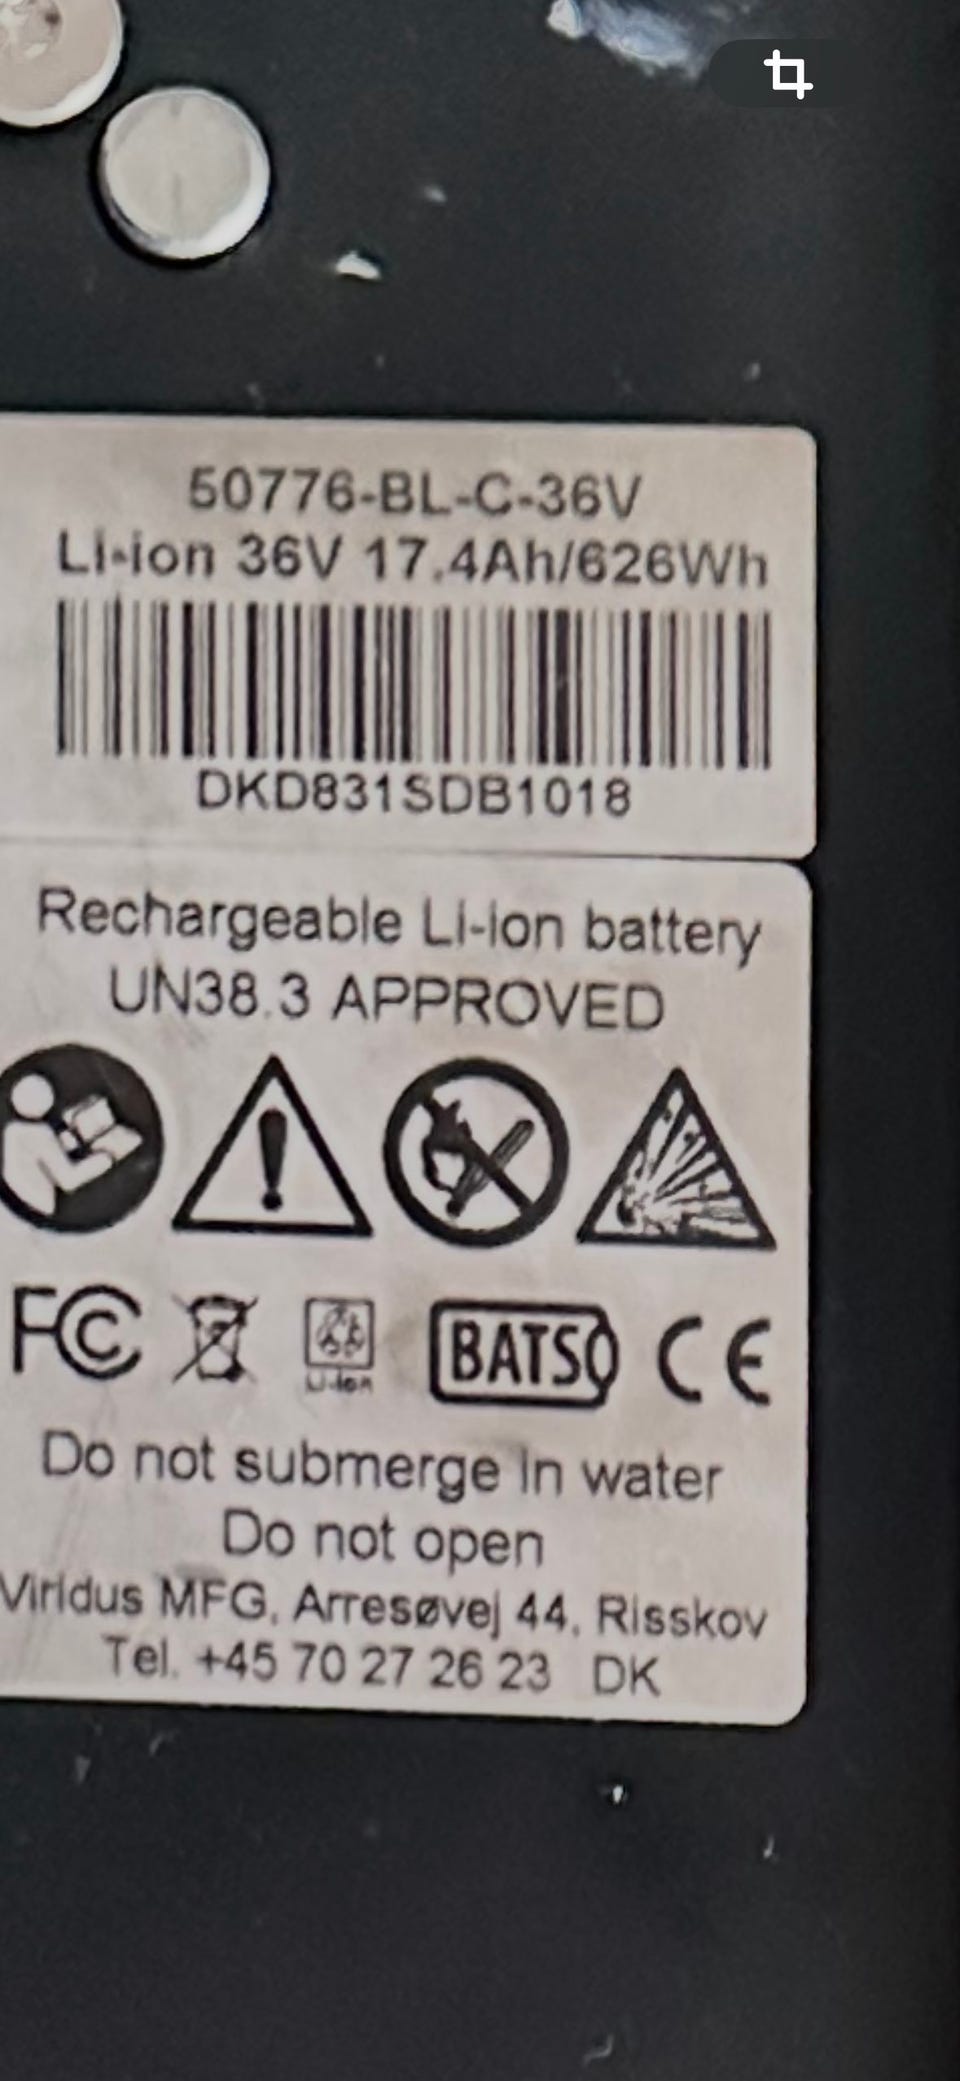 50776-BL-C-36V
Li-ion 36V 17.4Ah/626Wh
DKD831SDB1018
Rechargeable Li-ion battery
UN38.3 APPROVED
FC BATSO CE
Li-ion
Do not submerge in water
Do not open
Viridus MFG, Arresøvej 44, Risskov
Tel. +45 70 27 26 23 DK